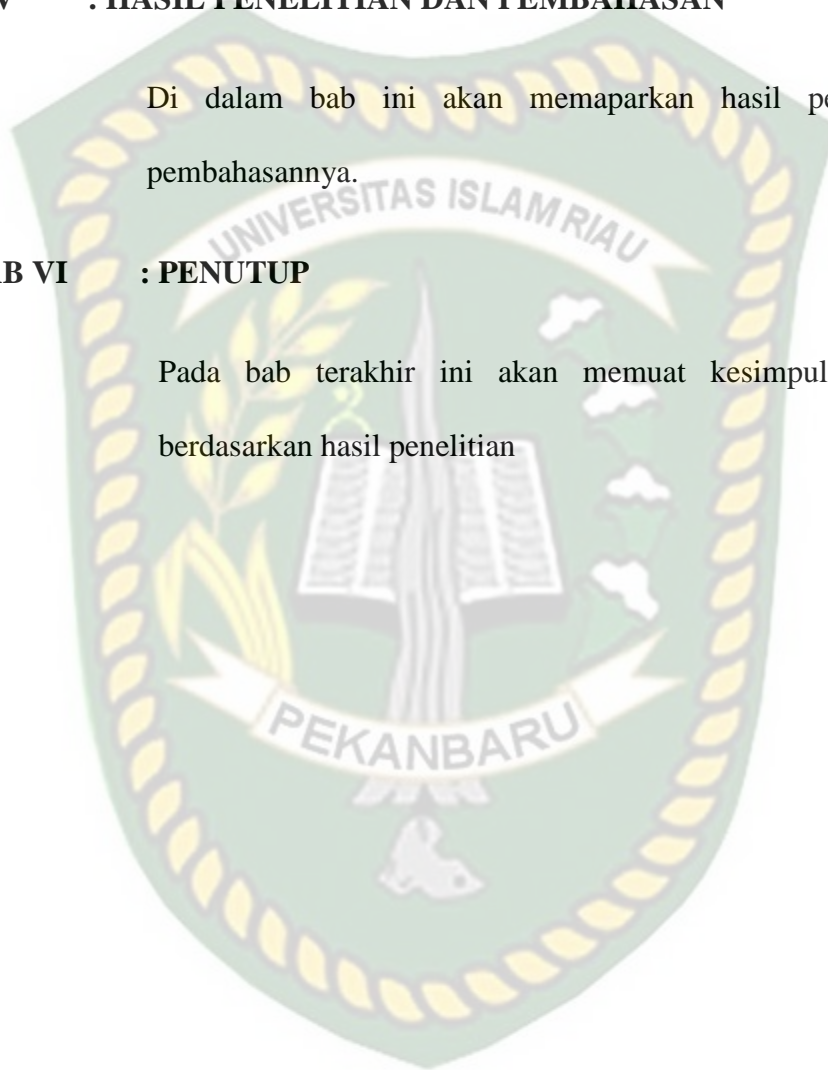 : HASIL PENELITIAN DAN PEMBAHASAN
Di dalam bab ini akan memaparkan hasil
pembahasannya.
UNIVERSITAS ISLAM RIAU
VI : PENUTUP
Pada bab terakhir ini akan memuat
berdasarkan hasil penelitian
PEKANBARU